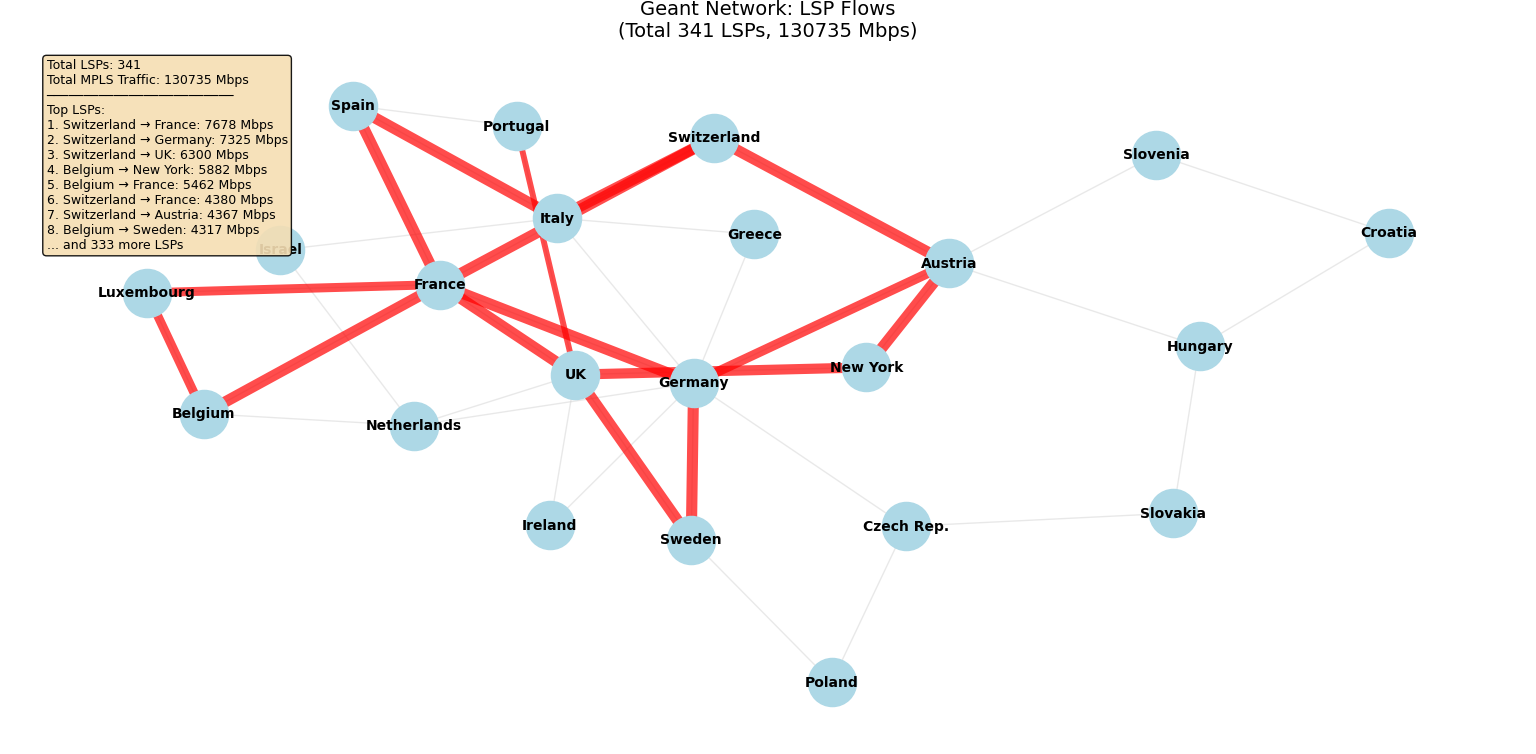 Geant Network: LSP Flows
(Total 341 LSPs, 130735 Mbps)
Total LSPs: 341
Total MPLS Traffic: 130735 Mbps
Top LSPs:
1. Switzerland → France: 7678 Mbps
2. Switzerland → Germany: 7325 Mbps
3. Switzerland → UK: 6300 Mbps
4. Belgium → New York: 5882 Mbps
5. Belgium → France: 5462 Mbps
6. Switzerland → France: 4380 Mbps
7. Switzerland → Austria: 4367 Mbps
8. Belgium → Sweden: 4317 Mbps
... and 333 more LSPs
Spain
Portugal
Switzerland
Slovenia
Italy
Greece
Croatia
Israel
Austria
France
Luxembourg
Hungary
New York
UK
Germany
Belgium
Netherlands
Slovakia
Ireland
Czech Rep.
Sweden
Poland